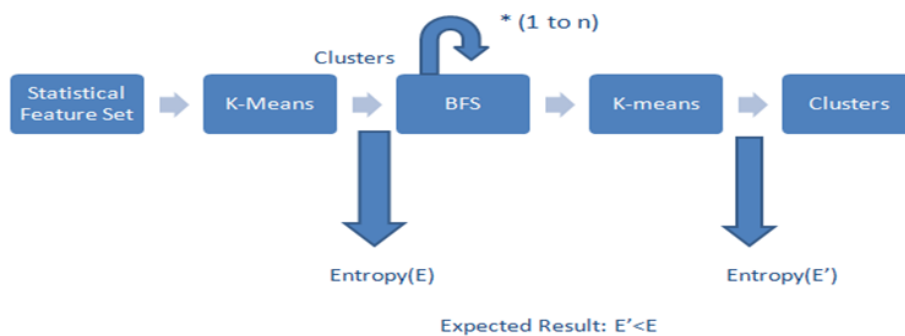 * (1 to n)
Clusters
Statistical
Feature Set
K-Means
BFS
K-means
Clusters
Entropy(E)
Entropy(E’)
Expected Result: E’<E